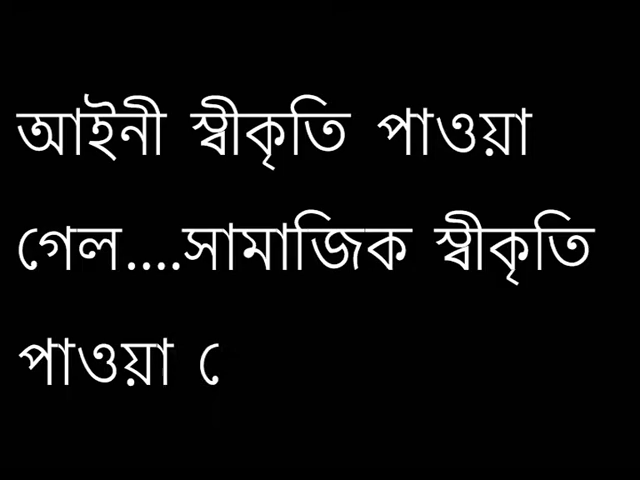 আইনী স্বীকৃতি পাওয়া
গেল....সামাজিক স্বীকৃতি
পাওয়া ে